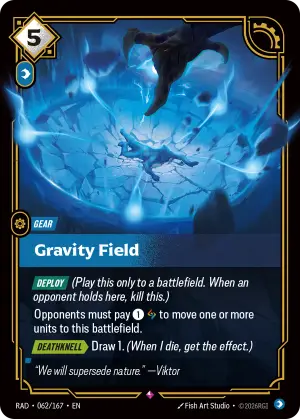 5
GEAR
Gravity Field
DEPLOY (Play this only to a battlefield. When an
opponent holds here, kill this.)
Opponents must pay 1 to move one or more
units to this battlefield.
DEATHKNELL Draw 1. (When I die, get the effect.)
"We will supersede nature." —Viktor
RAD • 062/167 • EN
Fish Art Studio • ©2026RGI